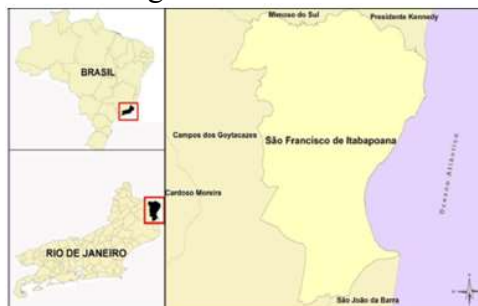 BRASIL
RIO DE JANEIRO
Mimoso do Sul
Presidente Kennedy
Campos dos Goytacazes
São Francisco de Itabapoana
Cardoso Moreira
São João da Barra
Oceano Atlântico